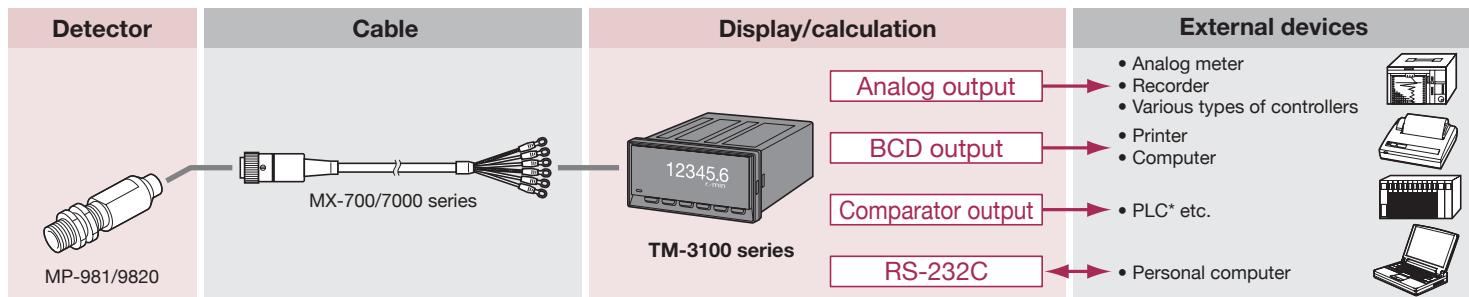 Detector
Cable
Display/calculation
External devices
MP-981/9820
MX-700/7000 series
12345.6
r/min
TM-3100 series
Analog output
• Analog meter
• Recorder
• Various types of controllers
BCD output
• Printer
• Computer
Comparator output
• PLC* etc.
RS-232C
• Personal computer